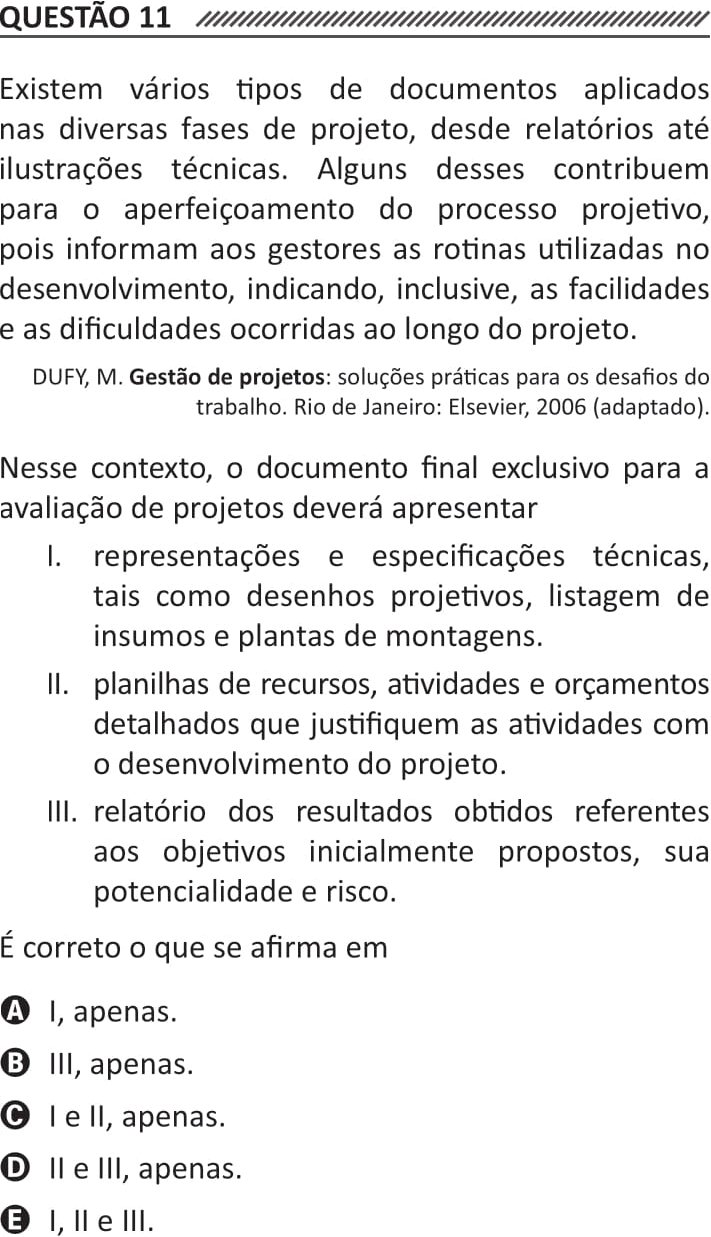 QUESTÃO 11
Existem vários tipos de documentos aplicados
nas diversas fases de projeto, desde relatórios até
ilustrações técnicas. Alguns desses contribuem
para o aperfeiçoamento do processo projetivo,
pois informam aos gestores as rotinas utilizadas no
desenvolvimento, indicando, inclusive, as facilidades
e as dificuldades ocorridas ao longo do projeto.
DUFY, M. Gestão de projetos: soluções práticas para os desafios do
trabalho. Rio de Janeiro: Elsevier, 2006 (adaptado).
Nesse contexto, o documento final exclusivo para a
avaliação de projetos deverá apresentar
I. representações e especificações técnicas,
tais como desenhos projetivos, listagem de
insumos e plantas de montagens.
II. planilhas de recursos, atividades e orçamentos
detalhados que justifiquem as atividades com
o desenvolvimento do projeto.
III. relatório dos resultados obtidos referentes
aos objetivos inicialmente propostos, sua
potencialidade e risco.
É correto o que se afirma em
A I, apenas.
B III, apenas.
C I e II, apenas.
D II e III, apenas.
E I, II e III.